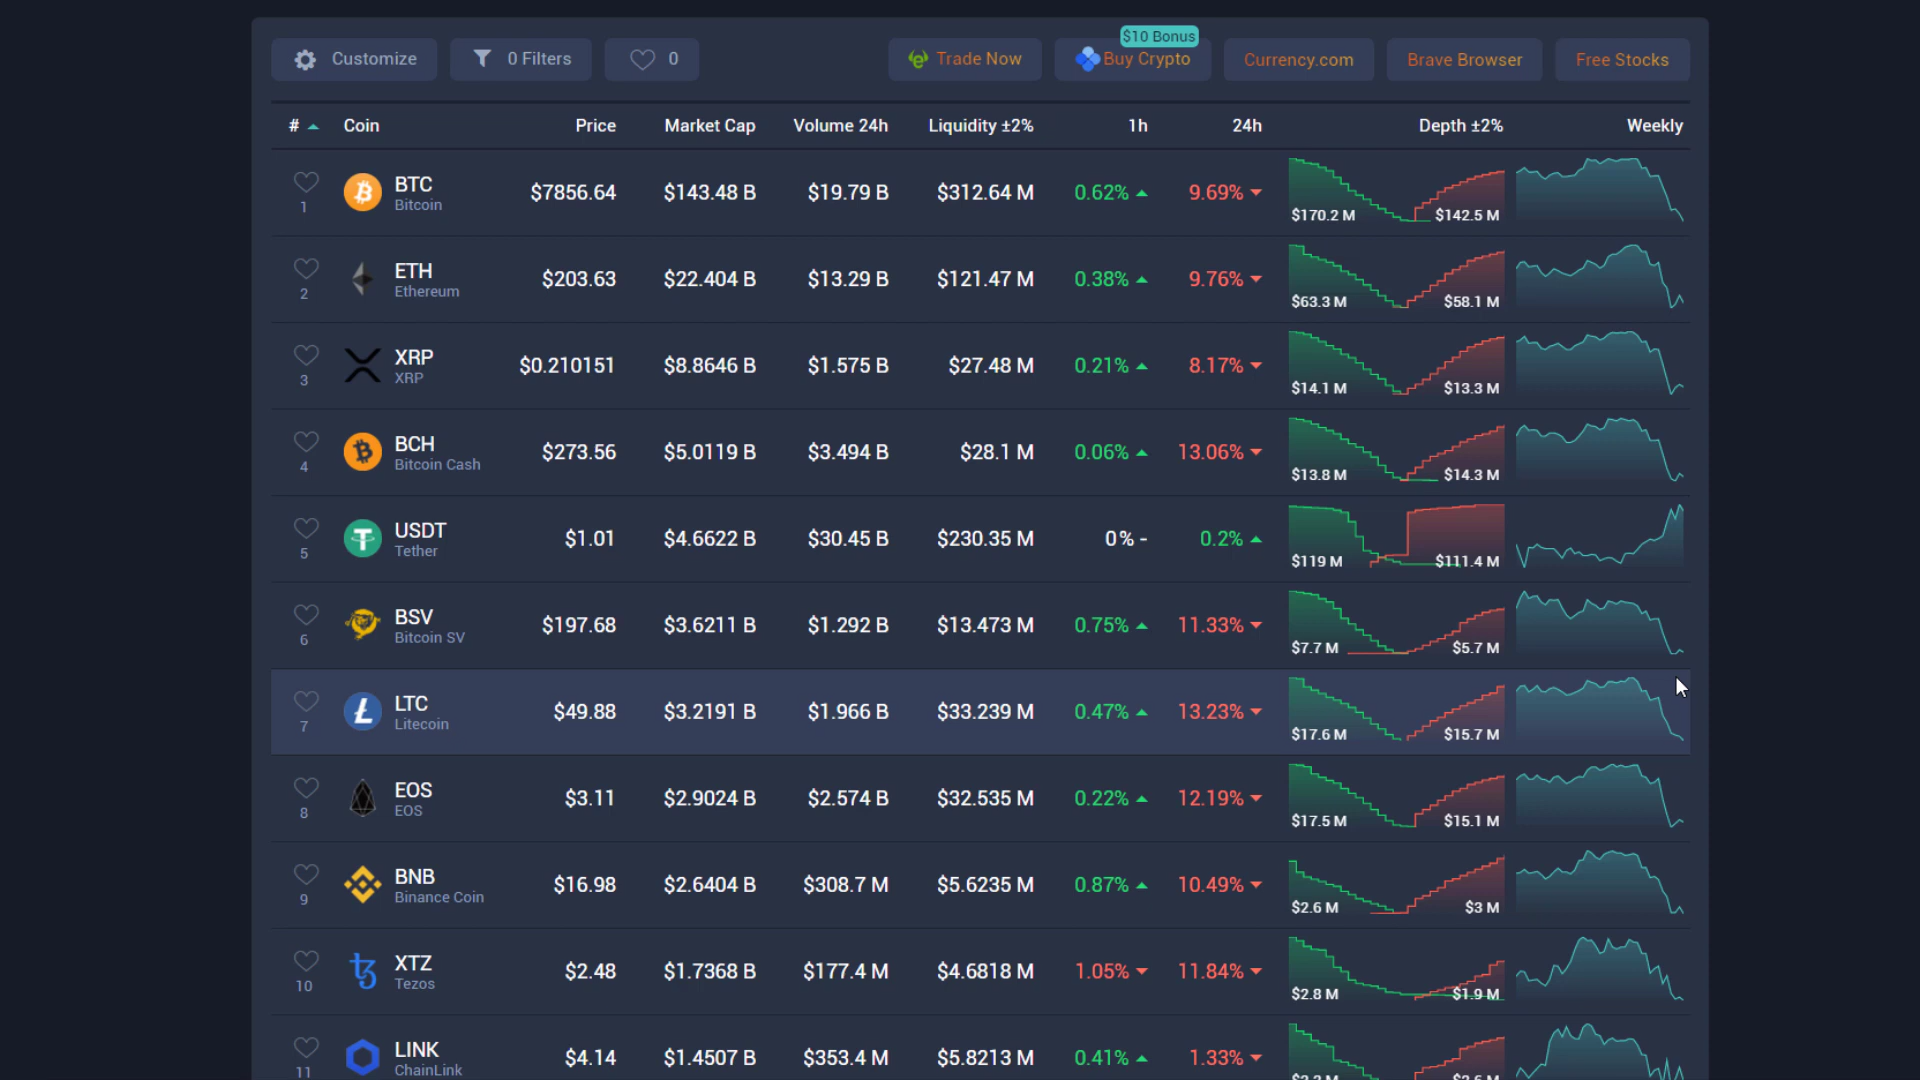 Customize 0 Filters 0 Trade Now $10 Bonus Buy Crypto Currency.com Brave Browser Free Stocks
# Coin Price Market Cap Volume 24h Liquidity ±2% 1h 24h Depth ±2% Weekly
1 BTC Bitcoin $7856.64 $143.48 B $19.79 B $312.64 M 0.62% 9.69% $170.2 M $142.5 M
2 ETH Ethereum $203.63 $22.404 B $13.29 B $121.47 M 0.38% 9.76% $63.3 M $58.1 M
3 XRP XRP $0.210151 $8.8646 B $1.575 B $27.48 M 0.21% 8.17% $14.1 M $13.3 M
4 BCH Bitcoin Cash $273.56 $5.0119 B $3.494 B $28.1 M 0.06% 13.06% $13.8 M $14.3 M
5 USDT Tether $1.01 $4.6622 B $30.45 B $230.35 M 0% - 0.2% $119 M $111.4 M
6 BSV Bitcoin SV $197.68 $3.6211 B $1.292 B $13.473 M 0.75% 11.33% $7.7 M $5.7 M
7 LTC Litecoin $49.88 $3.2191 B $1.966 B $33.239 M 0.47% 13.23% $17.6 M $15.7 M
8 EOS EOS $3.11 $2.9024 B $2.574 B $32.535 M 0.22% 12.19% $17.5 M $15.1 M
9 BNB Binance Coin $16.98 $2.6404 B $308.7 M $5.6235 M 0.87% 10.49% $2.6 M $3 M
10 XTZ Tezos $2.48 $1.7368 B $177.4 M $4.6818 M 1.05% 11.84% $2.8 M $1.9 M
11 LINK ChainLink $4.14 $1.4507 B $353.4 M $5.8213 M 0.41% 1.33%